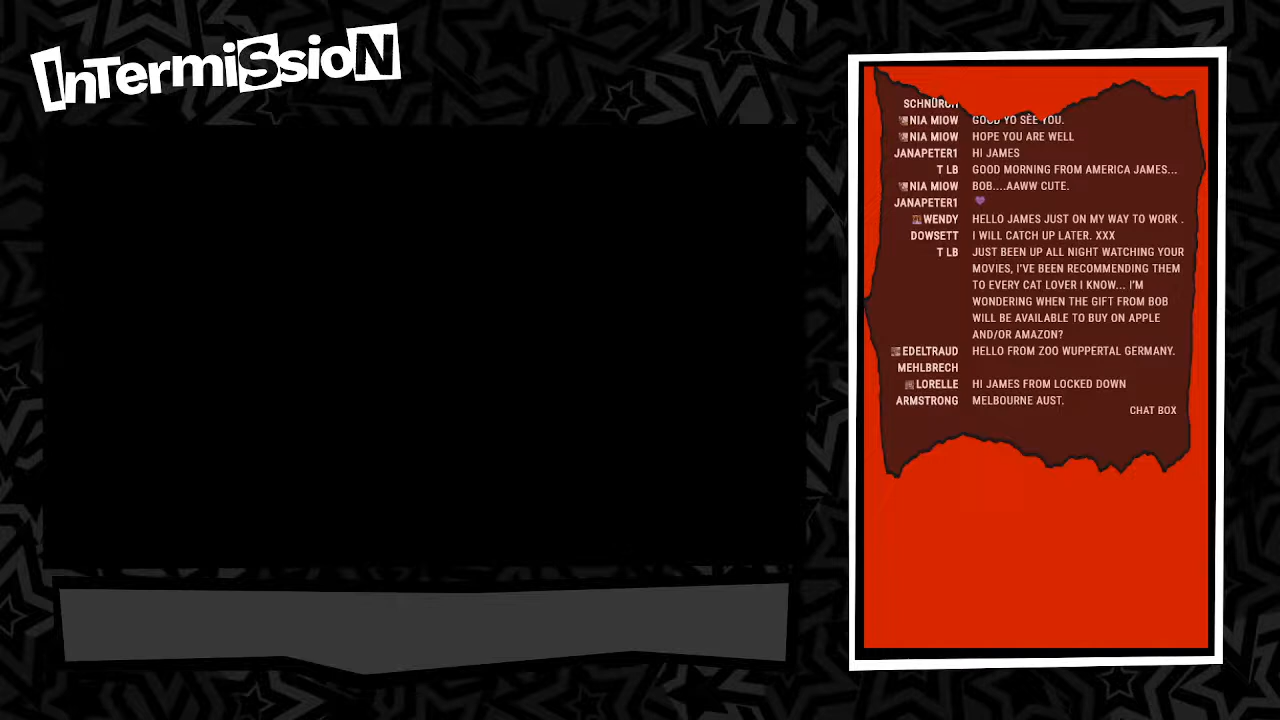 InTermiSsioN
SCHNÜRCH
NIA MIOW GOOD YO SEE YOU.
NIA MIOW HOPE YOU ARE WELL
JANAPETER1 HI JAMES
T LB GOOD MORNING FROM AMERICA JAMES...
NIA MIOW BOB....AAWW CUTE.
JANAPETER1 💜
WENDY HELLO JAMES JUST ON MY WAY TO WORK .
DOWSETT I WILL CATCH UP LATER. XXX
T LB JUST BEEN UP ALL NIGHT WATCHING YOUR
MOVIES, I'VE BEEN RECOMMENDING THEM
TO EVERY CAT LOVER I KNOW... I'M
WONDERING WHEN THE GIFT FROM BOB
WILL BE AVAILABLE TO BUY ON APPLE
AND/OR AMAZON?
EDELTRAUD HELLO FROM ZOO WUPPERTAL GERMANY.
MEHLBRECH
LORELLE HI JAMES FROM LOCKED DOWN
ARMSTRONG MELBOURNE AUST.
CHAT BOX